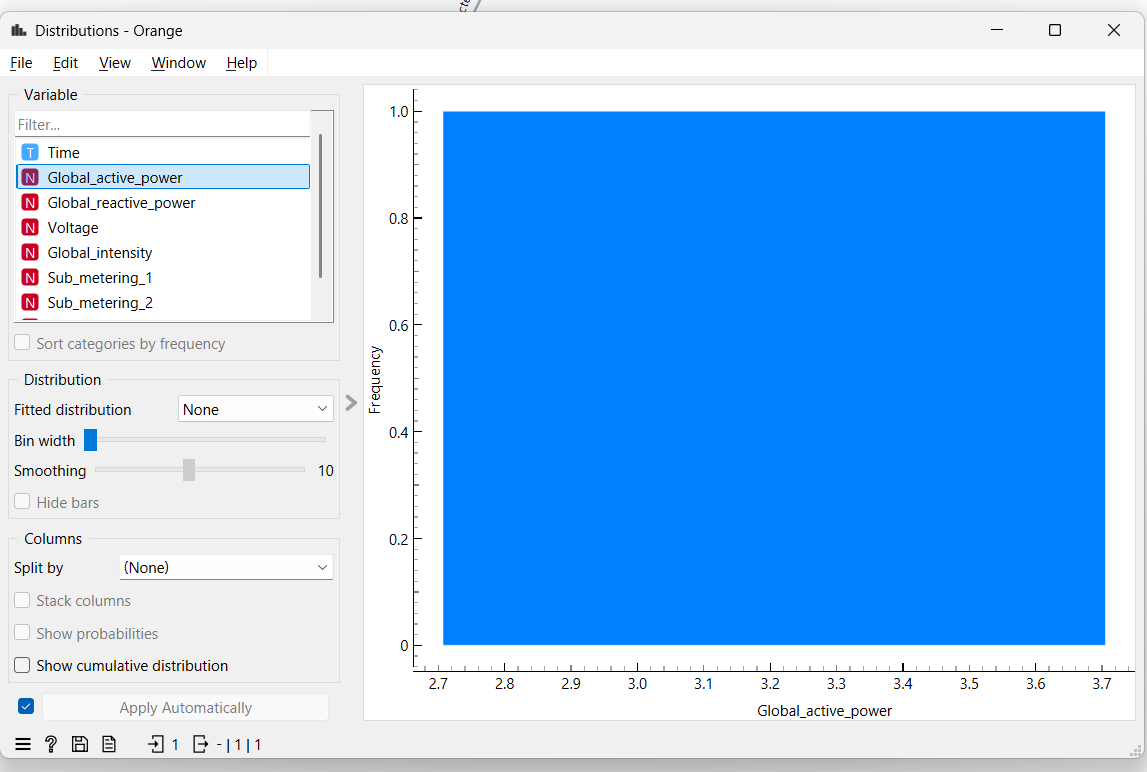 Distributions - Orange
File Edit View Window Help
Variable
Filter...
T Time
N Global_active_power
N Global_reactive_power
N Voltage
N Global_intensity
N Sub_metering_1
N Sub_metering_2
Sort categories by frequency
Distribution
Fitted distribution None
Bin width
Smoothing 10
Hide bars
Columns
Split by (None)
Stack columns
Show probabilities
Show cumulative distribution
Apply Automatically
? 1 - | 1 | 1
1.0
0.8
0.6
0.4
0.2
0
Frequency
2.7 2.8 2.9 3.0 3.1 3.2 3.3 3.4 3.5 3.6 3.7
Global_active_power